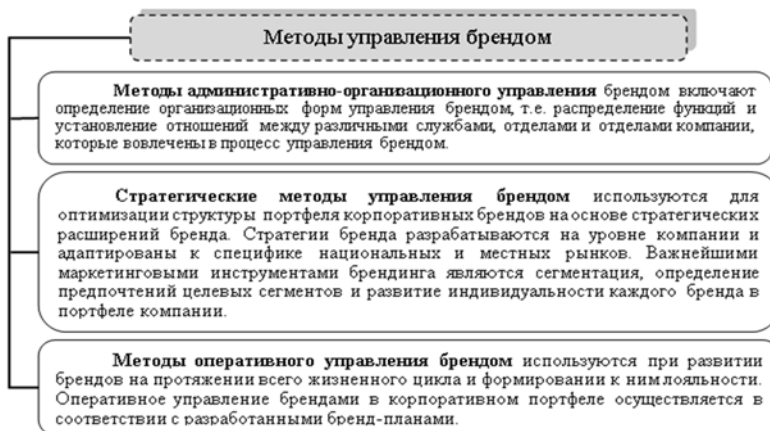 Методы управления брендом
Методы административно-организационного управления брендом включают
определение организационных форм управления брендом, т.е. распределение функций и
установление отношений между различными службами, отделами и отделами компании,
которые вовлечены в процесс управления брендом.
Стратегические методы управления брендом используются для
оптимизации структуры портфеля корпоративных брендов на основе стратегических
расширений бренда. Стратегии бренда разрабатываются на уровне компании и
адаптированы к специфике национальных и местных рынков. Важнейшими
маркетинговыми инструментами брендинга являются сегментация, определение
предпочтений целевых сегментов и развитие индивидуальности каждого бренда в
портфеле компании.
Методы оперативного управления брендом используются при развитии
брендов на протяжении всего жизненного цикла и формировании к ним лояльности.
Оперативное управление брендами в корпоративном портфеле осуществляется в
соответствии с разработанными бренд-планами.